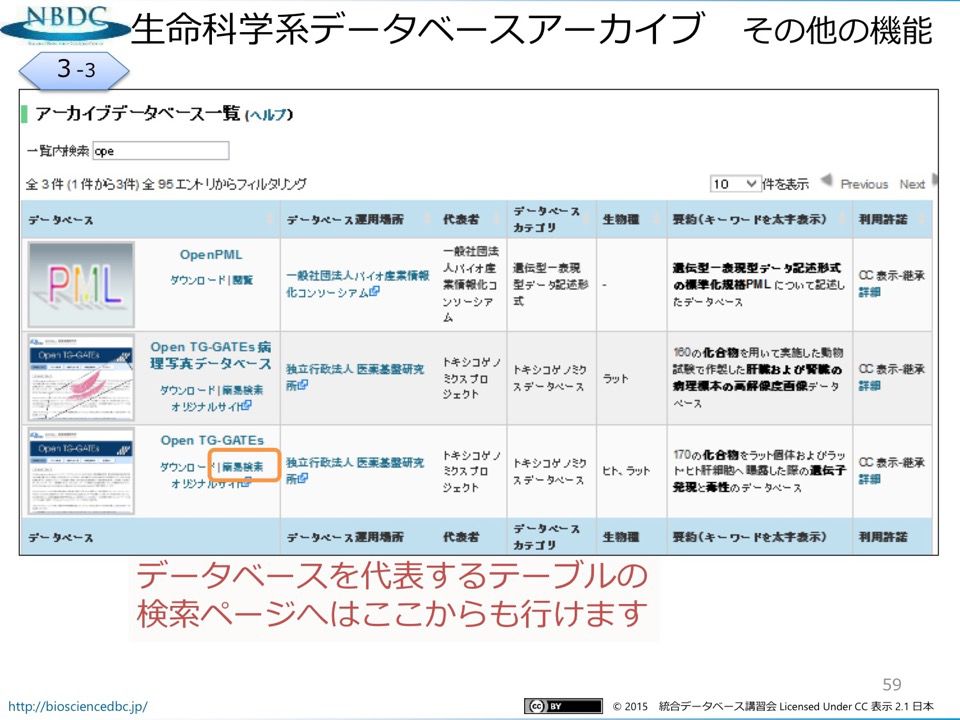 NBDC
生命科学系データベースアーカイブ　その他の機能
3 -3
アーカイブデータベース一覧 (ヘルプ)
一覧内検索 ope
全 3 件 (1 件から3件) 全 95 エントリからフィルタリング
10 件を表示 Previous Next
データベース データベース運用場所 代表者 データベースカテゴリ 生物種 要約(キーワードを太字表示) 利用許諾
PML
OpenPML
ダウンロード | 閲覧
一般社団法人バイオ産業情報
化コンソーシアム
一般社団法
人バイオ産
業情報化コ
ンソーシア
ム
遺伝型ー表現
型データ記述形
式
-
遺伝型ー表現型データ記述形式
の標準化規格PML について記述し
たデータベース
CC 表示-継承
詳細
Open TG-GATEs
Open TG-GATEs 病
理写真データベース
ダウンロード | 簡易検索
オリジナルサイト
独立行政法人 医薬基盤研究
所
トキシコゲノ
ミクスプロ
ジェクト
トキシコゲノミク
スデータベース
ラット
160の化合物を用いて実施した動物
試験で作製した肝臓および腎臓の
病理標本の高解像度画像データ
ベース
CC 表示-継承
詳細
Open TG-GATEs
Open TG-GATEs
ダウンロード | 簡易検索
オリジナルサイト
独立行政法人 医薬基盤研究
所
トキシコゲノ
ミクスプロ
ジェクト
トキシコゲノミク
スデータベース
ヒト、ラット
170の化合物をラット個体およびラッ
ト・ヒト肝細胞へ曝露した際の遺伝子
発現と毒性のデータベース
CC 表示-継承
詳細
データベース データベース運用場所 代表者 データベースカテゴリ 生物種 要約(キーワードを太字表示) 利用許諾
データベースを代表するテーブルの
検索ページへはここからも行けます
59
http://biosciencedbc.jp/
cc BY © 2015 統合データベース講習会 Licensed Under CC 表示 2.1 日本